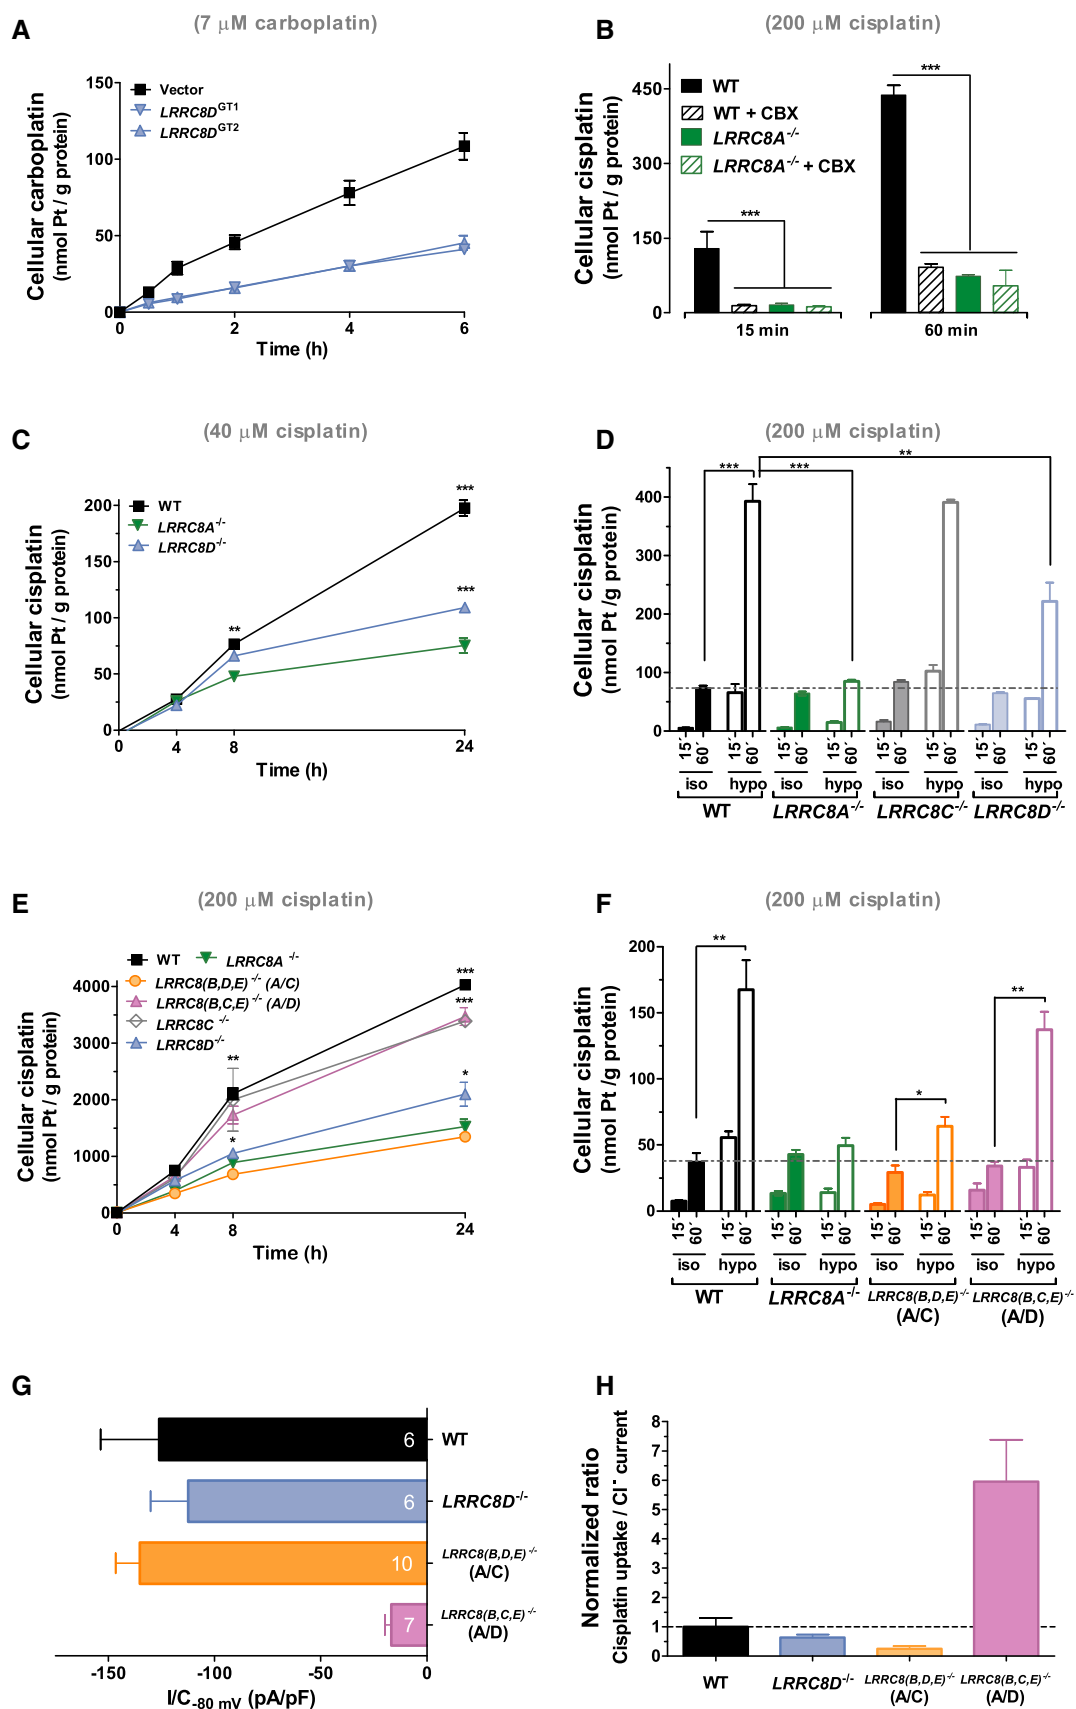 A
(7 μM carboplatin)
Cellular carboplatin
(nmol Pt / g protein)
150
100
50
0
Vector
LRRC8D^GT1
LRRC8D^GT2
0 2 4 6
Time (h)
B
(200 μM cisplatin)
Cellular cisplatin
(nmol Pt / g protein)
450
300
150
0
WT
WT + CBX
LRRC8A-/-
LRRC8A-/- + CBX
***
***
15 min 60 min
C
(40 μM cisplatin)
Cellular cisplatin
(nmol Pt / g protein)
200
150
100
50
0
WT
LRRC8A-/-
LRRC8D-/-
**
***
***
0 4 8 24
Time (h)
D
(200 μM cisplatin)
Cellular cisplatin
(nmol Pt /g protein)
400
300
200
100
0
*** *** **
15´ 60´ 15´ 60´ 15´ 60´ 15´ 60´ 15´ 60´ 15´ 60´ 15´ 60´ 15´ 60´
iso hypo iso hypo iso hypo iso hypo
WT LRRC8A-/- LRRC8C-/- LRRC8D-/-
E
(200 μM cisplatin)
Cellular cisplatin
(nmol Pt / g protein)
4000
3000
2000
1000
0
WT LRRC8A -/-
LRRC8(B,D,E) -/- (A/C)
LRRC8(B,C,E) -/- (A/D)
LRRC8C -/-
LRRC8D-/-
**
*
***
***
*
0 4 8 24
Time (h)
F
(200 μM cisplatin)
Cellular cisplatin
(nmol Pt /g protein)
200
150
100
50
0
** * **
15´ 60´ 15´ 60´ 15´ 60´ 15´ 60´ 15´ 60´ 15´ 60´ 15´ 60´ 15´ 60´
iso hypo iso hypo iso hypo iso hypo
WT LRRC8A-/- LRRC8(B,D,E)-/- LRRC8(B,C,E)-/-
(A/C) (A/D)
G
6 WT
6 LRRC8D-/-
10 LRRC8(B,D,E)-/-
(A/C)
7 LRRC8(B,C,E)-/-
(A/D)
-150 -100 -50 0
I/C-80 mV (pA/pF)
H
Normalized ratio
Cisplatin uptake / Cl- current
8
7
6
5
4
3
2
1
0
WT LRRC8D-/- LRRC8(B,D,E)-/- LRRC8(B,C,E)-/-
(A/C) (A/D)